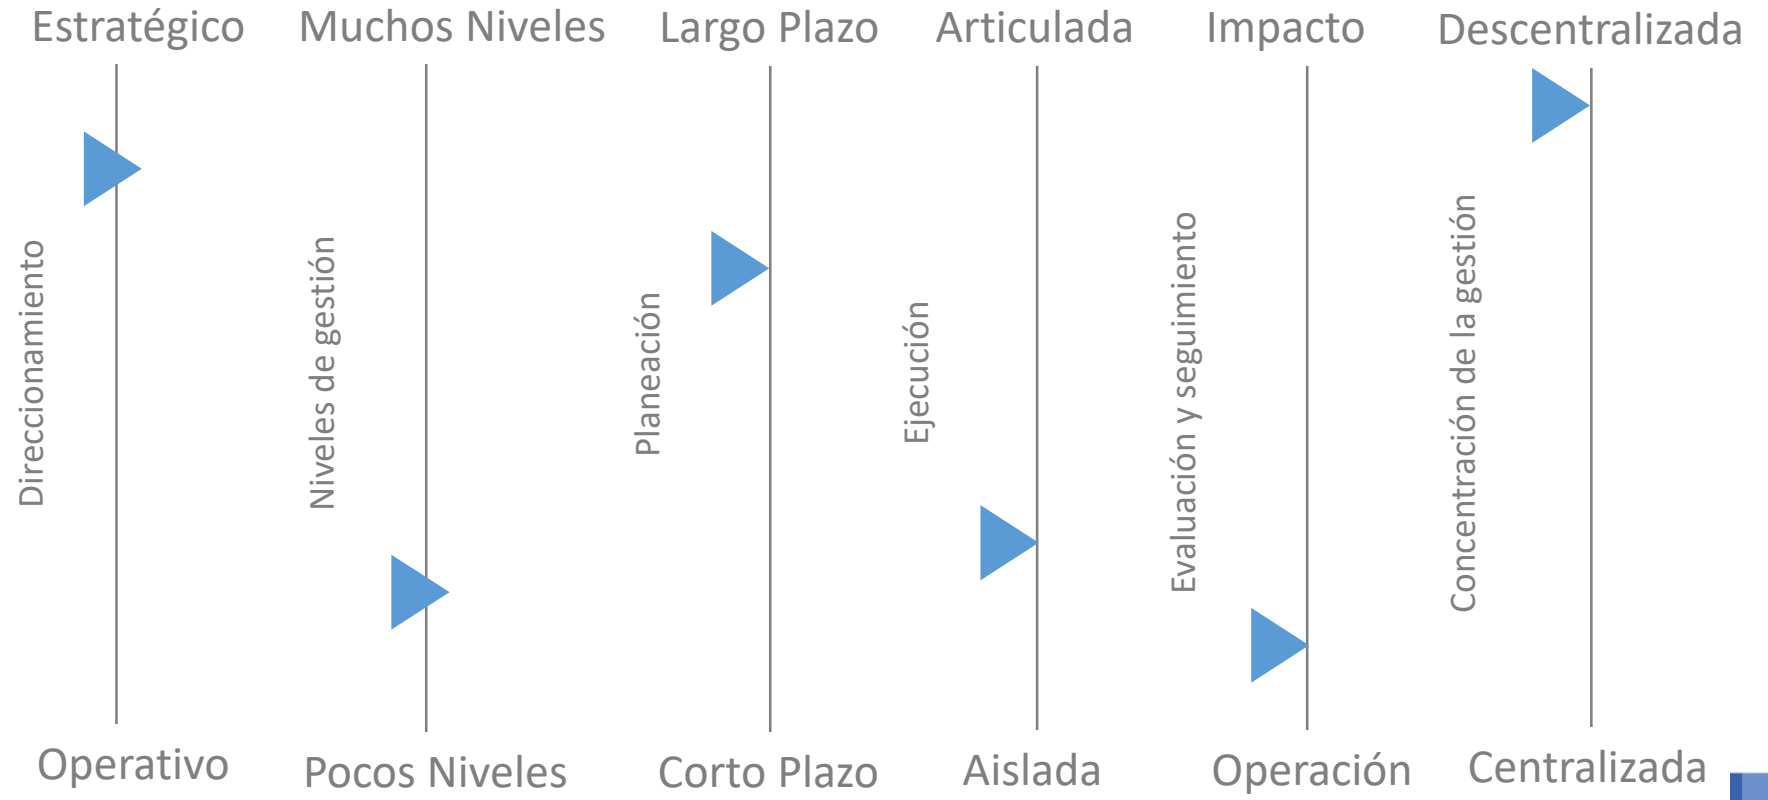 Estratégico
Muchos Niveles
Largo Plazo
Articulada
Impacto
Descentralizada
Direccionamiento
Niveles de gestión
Planeación
Ejecución
Evaluación y seguimiento
Concentración de la gestión
Operativo
Pocos Niveles
Corto Plazo
Aislada
Operación
Centralizada